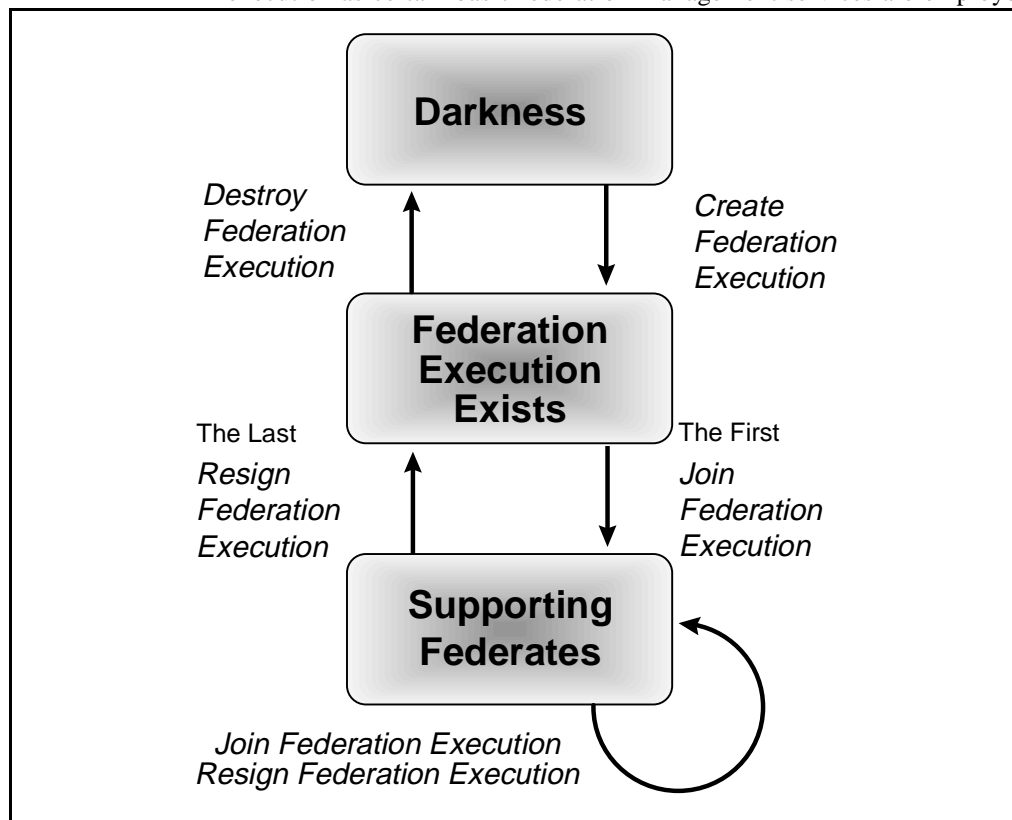 Darkness
Destroy
Federation
Execution
Create
Federation
Execution
Federation
Execution
Exists
The Last
Resign
Federation
Execution
The First
Join
Federation
Execution
Supporting
Federates
Join Federation Execution
Resign Federation Execution